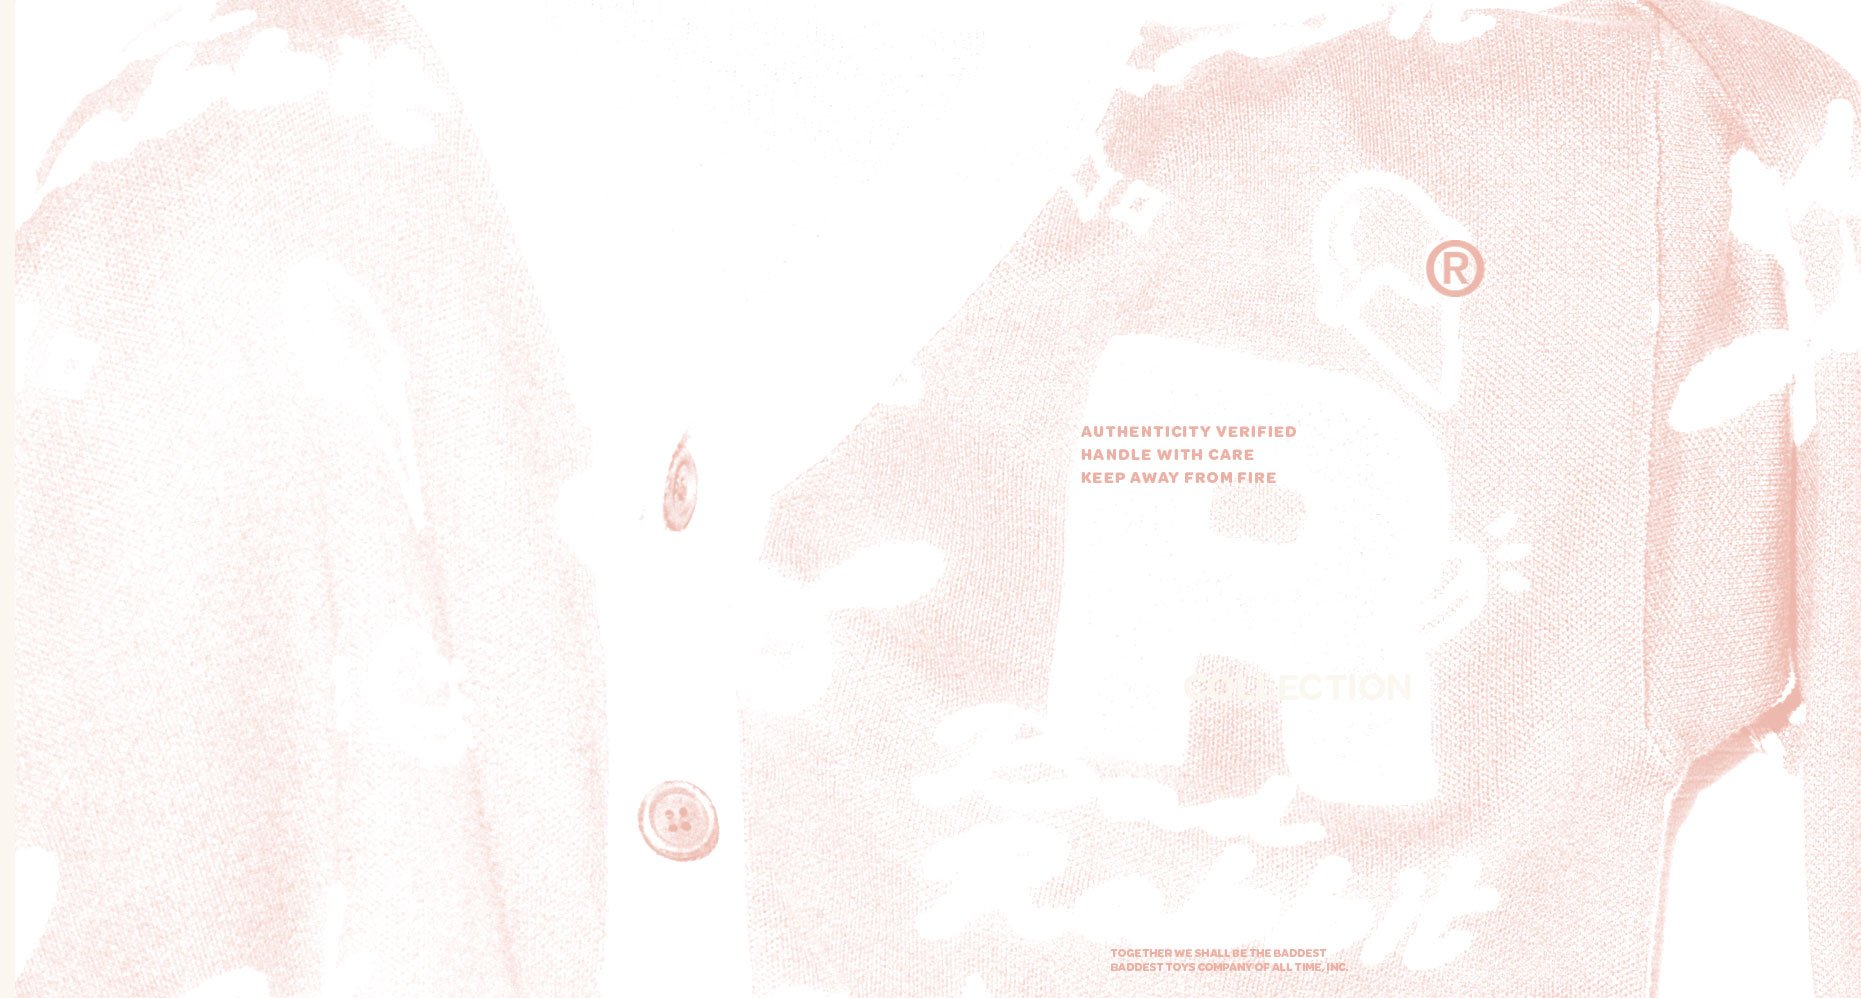 ®
AUTHENTICITY VERIFIED
HANDLE WITH CARE
KEEP AWAY FROM FIRE
COLLECTION
Rabbit
TOGETHER WE SHALL BE THE BADDEST
BADDEST TOYS COMPANY OF ALL TIME, INC.